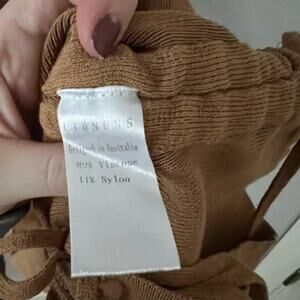 LIONESS
Designed in Australia
89% Viscose
11% Nylon